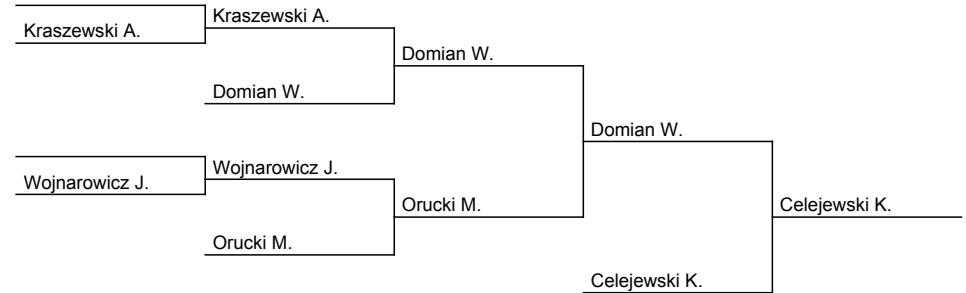 Kraszewski A.
Kraszewski A.
Domian W.
Domian W.
Domian W.
Wojnarowicz J.
Wojnarowicz J.
Orucki M.
Celejewski K.
Orucki M.
Celejewski K.